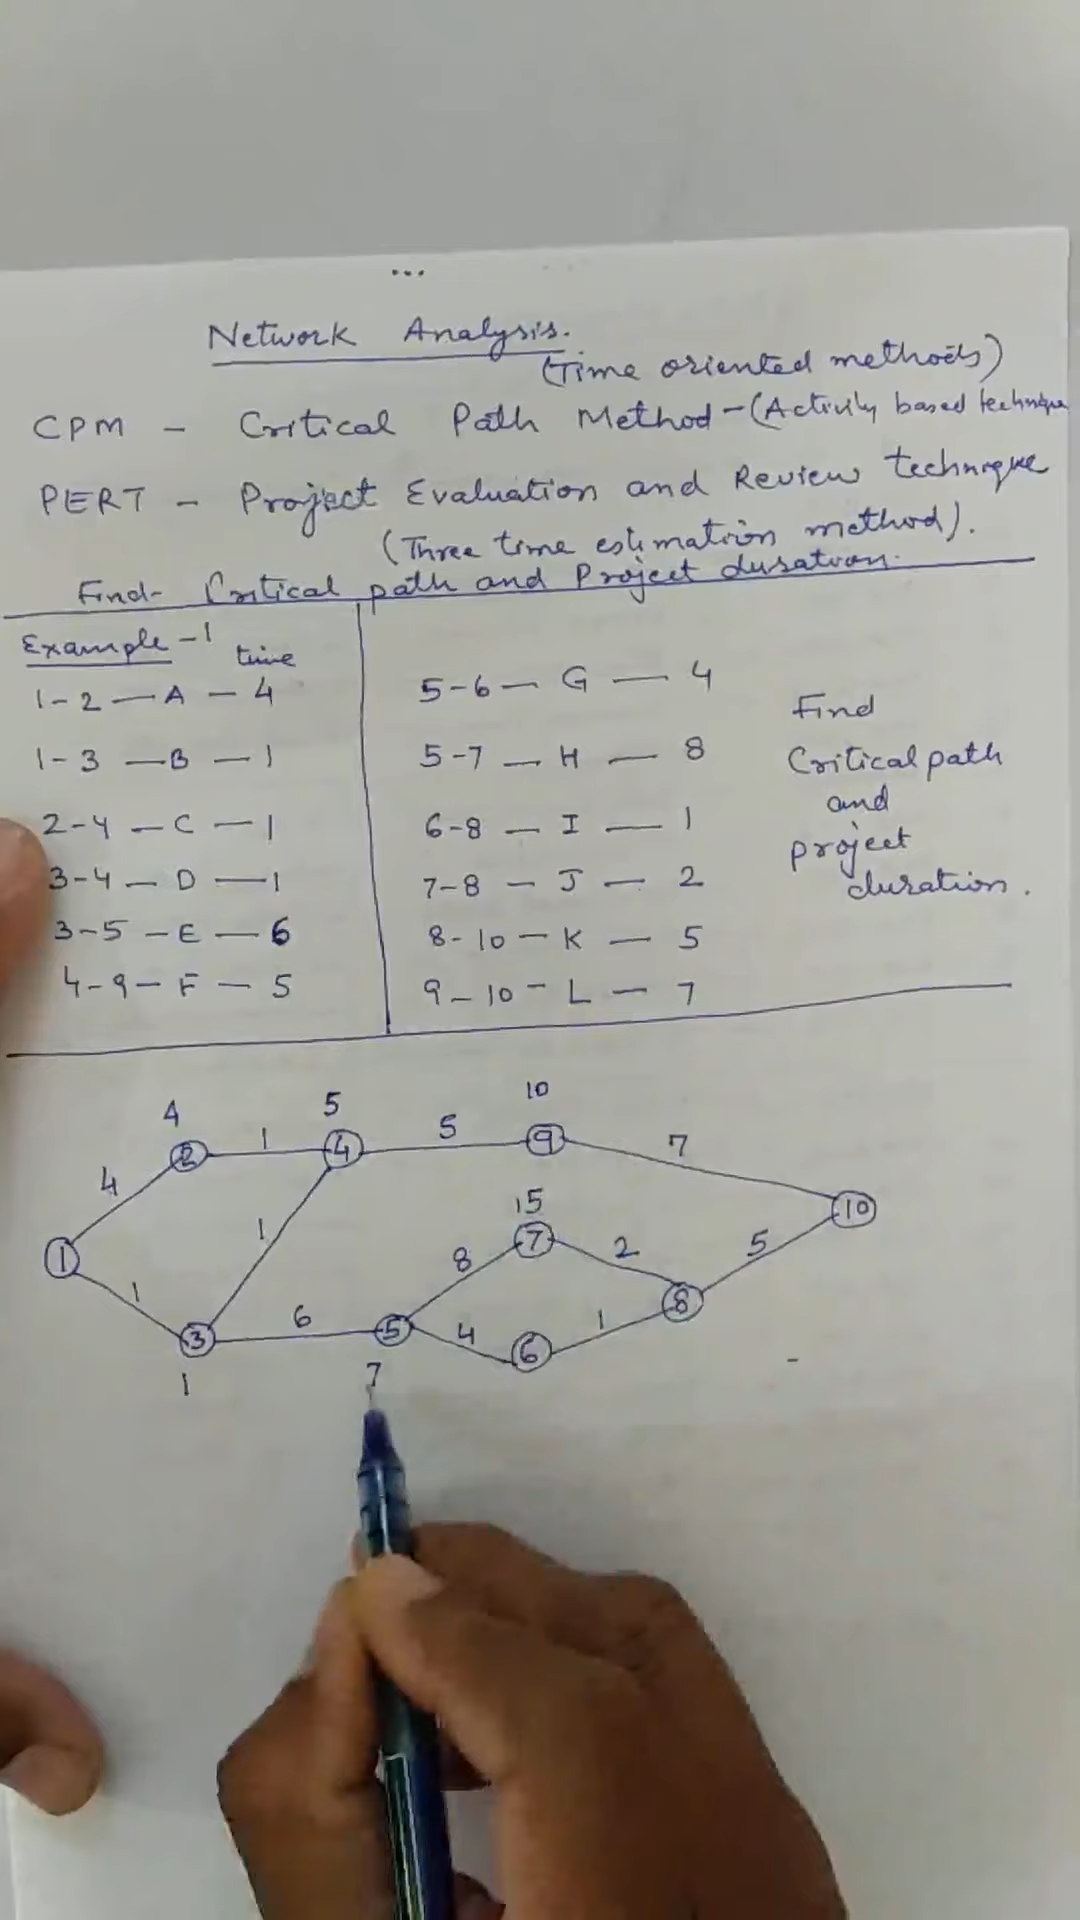 ...
Network Analysis.
(Time oriented methods)
CPM - Critical Path Method - (Activity based technique
PERT - Project Evaluation and Review technique
(Three time estimation method).
Find- Critical path and Project duration.
Example -1
time
1-2 — A — 4
1-3 — B — 1
2-4 — C — 1
3-4 — D — 1
3-5 — E — 6
4-9 — F — 5
5-6 — G — 4
5-7 — H — 8
6-8 — I — 1
7-8 — J — 2
8-10 — K — 5
9-10 — L — 7
Find
Critical path
and
project
duration.
4 5 10
2 1 4 5 9 7
4
15
1 1 8 7 2 5 10
1 3 6 5 4 6 1 8
1 7